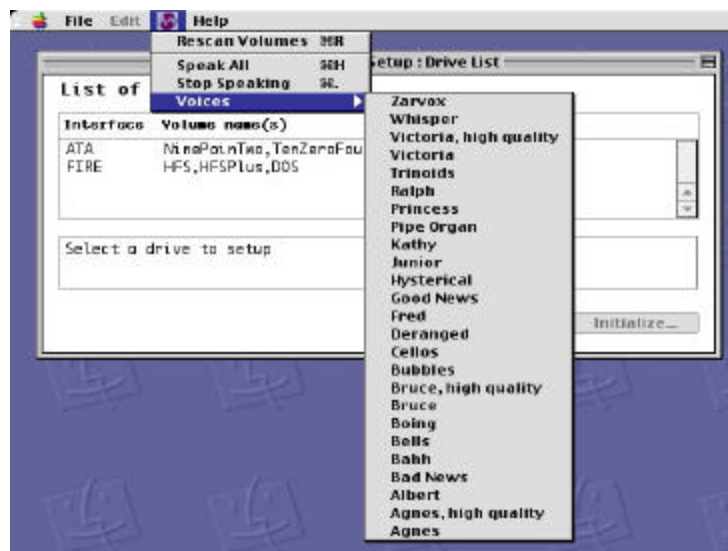 File Edit Help
Rescan Volumes ⌘R
Speak All ⌘H
Stop Speaking ⌘.
Voices
etup : Drive List
List of
Interface Volume name(s)
ATA NinePointTwo,TenZeroFou
FIRE HFS,HFSPlus,DOS
Select a drive to setup
Initialize...
Zarvox
Whisper
Victoria, high quality
Victoria
Trinoids
Ralph
Princess
Pipe Organ
Kathy
Junior
Hysterical
Good News
Fred
Deranged
Cellos
Bubbles
Bruce, high quality
Bruce
Boing
Bells
Bahh
Bad News
Albert
Agnes, high quality
Agnes